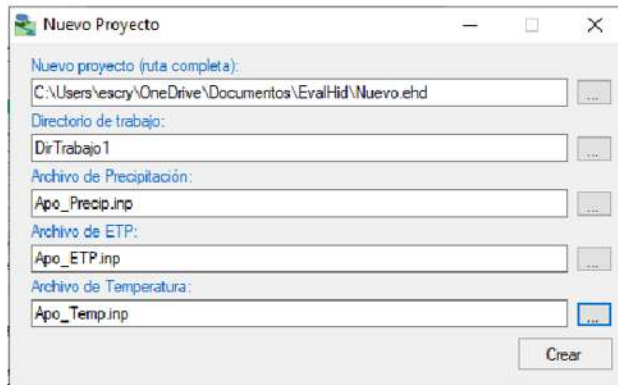 Nuevo Proyecto
Nuevo proyecto (ruta completa):
C:\Users\escry\OneDrive\Documentos\EvalHid\Nuevo.ehd
...
Directorio de trabajo:
DirTrabajo1
...
Archivo de Precipitación:
Apo_Precip.inp
...
Archivo de ETP:
Apo_ETP.inp
...
Archivo de Temperatura:
Apo_Temp.inp
...
Crear